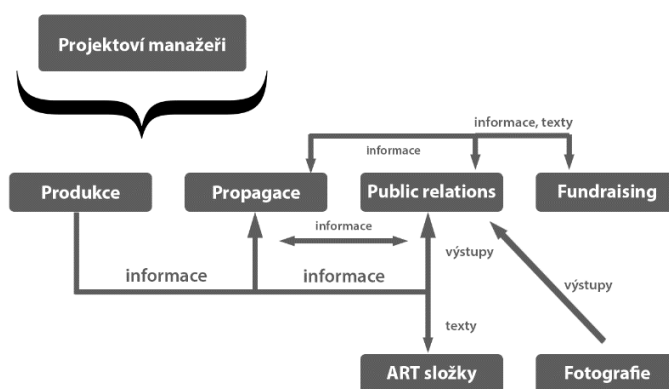 Projektoví manažeři
informace, texty
informace
Produkce
Propagace
Public relations
Fundraising
informace
informace
informace
výstupy
výstupy
texty
ART složky
Fotografie